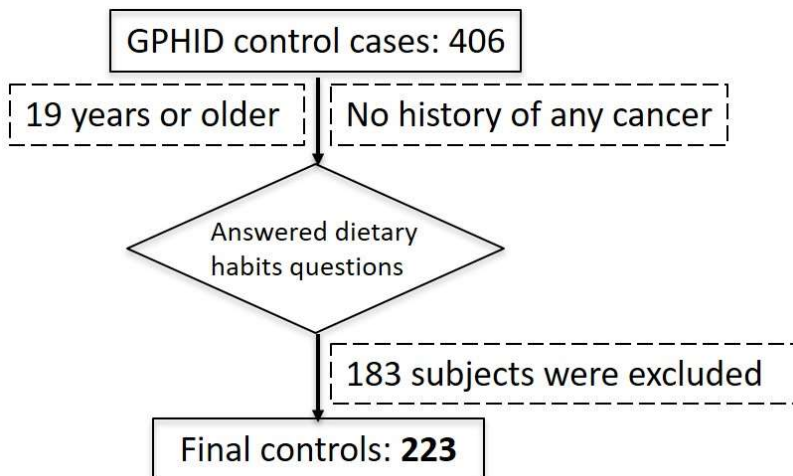 GPHID control cases: 406
19 years or older
No history of any cancer
Answered dietary
habits questions
183 subjects were excluded
Final controls: 223